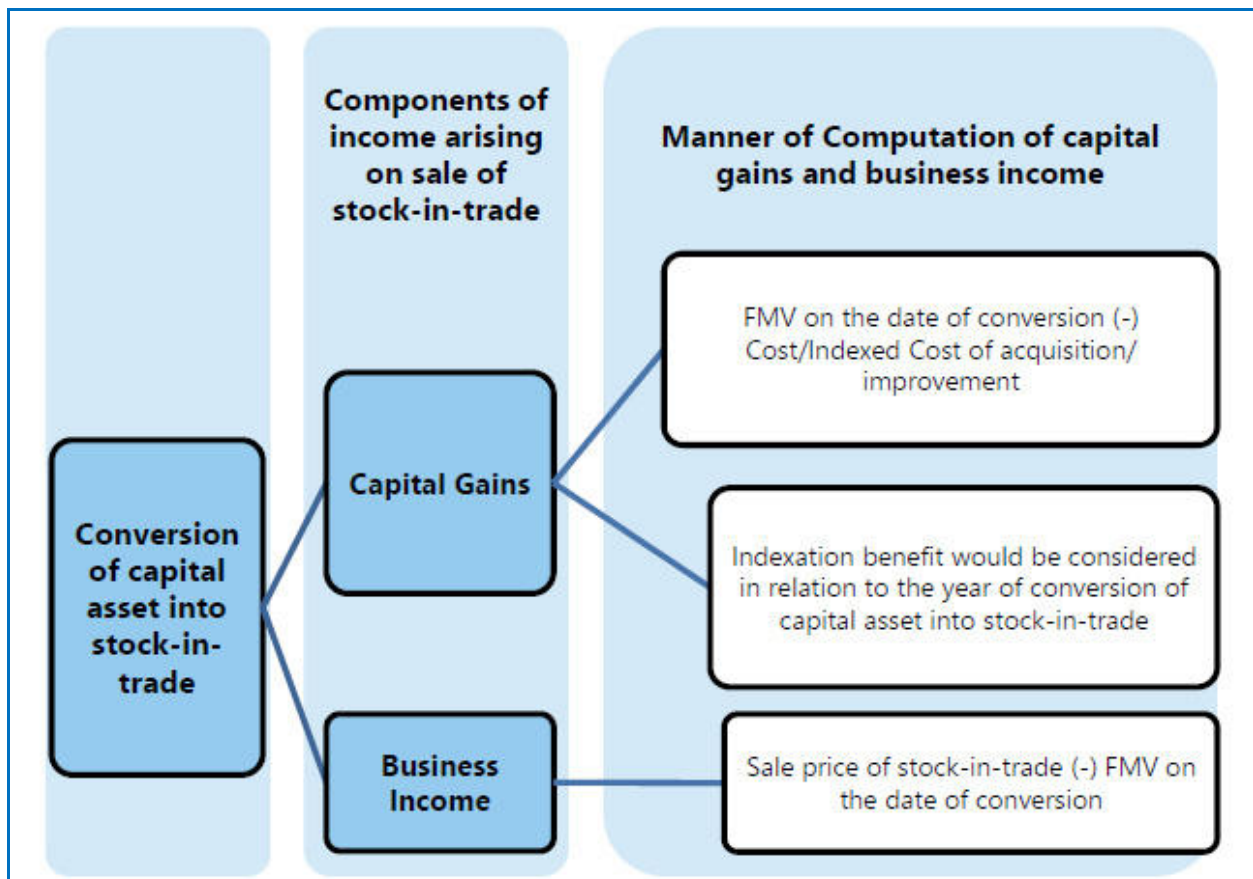 Components of
income arising
on sale of
stock-in-trade
Manner of Computation of capital
gains and business income
Conversion
of capital
asset into
stock-in-
trade
Capital Gains
FMV on the date of conversion (-)
Cost/Indexed Cost of acquisition/
improvement
Indexation benefit would be considered
in relation to the year of conversion of
capital asset into stock-in-trade
Business
Income
Sale price of stock-in-trade (-) FMV on
the date of conversion